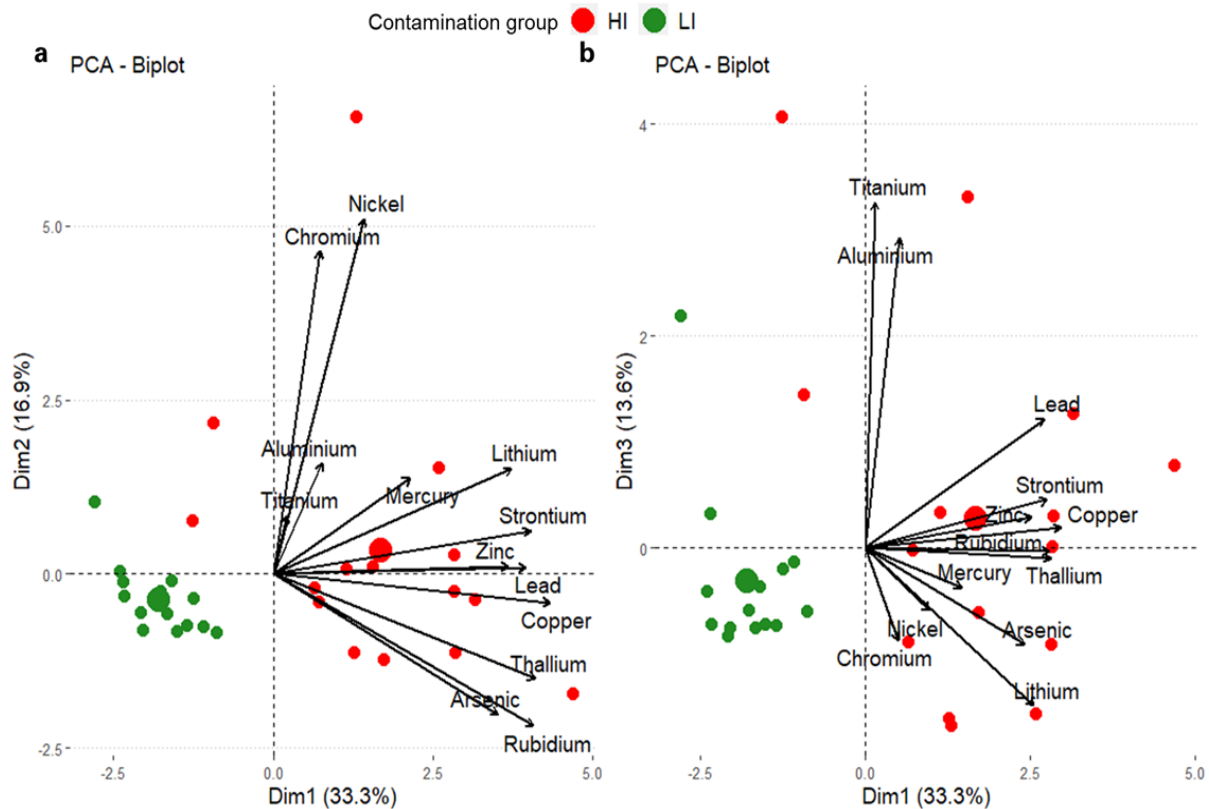 Contamination group HI LI
a
PCA - Biplot
Nickel
Chromium
Aluminium
Titanium
Mercury
Lithium
Strontium
Zinc
Lead
Copper
Thallium
Arsenic
Rubidium
5.0
2.5
0.0
-2.5
Dim2 (16.9%)
-2.5 0.0 2.5 5.0
Dim1 (33.3%)
b
PCA - Biplot
Titanium
Aluminium
Lead
Strontium
Zinc
Copper
Rubidium
Thallium
Mercury
Nickel
Arsenic
Chromium
Lithium
4
2
0
Dim3 (13.6%)
-2.5 0.0 2.5 5.0
Dim1 (33.3%)